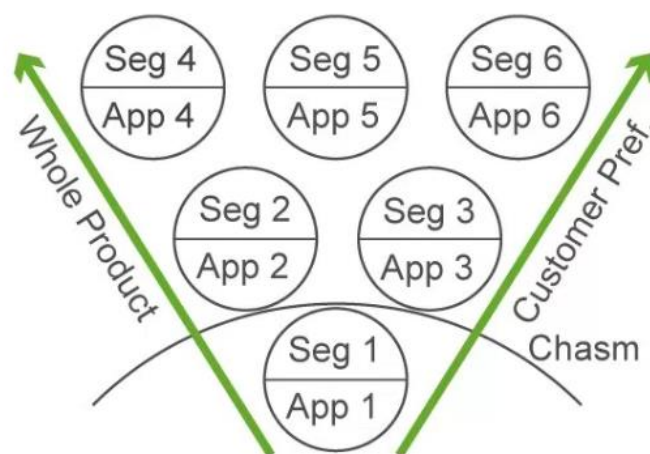 Seg 4
App 4
Seg 5
App 5
Seg 6
App 6
Whole Product
Customer Pref.
Seg 2
App 2
Seg 3
App 3
Chasm
Seg 1
App 1